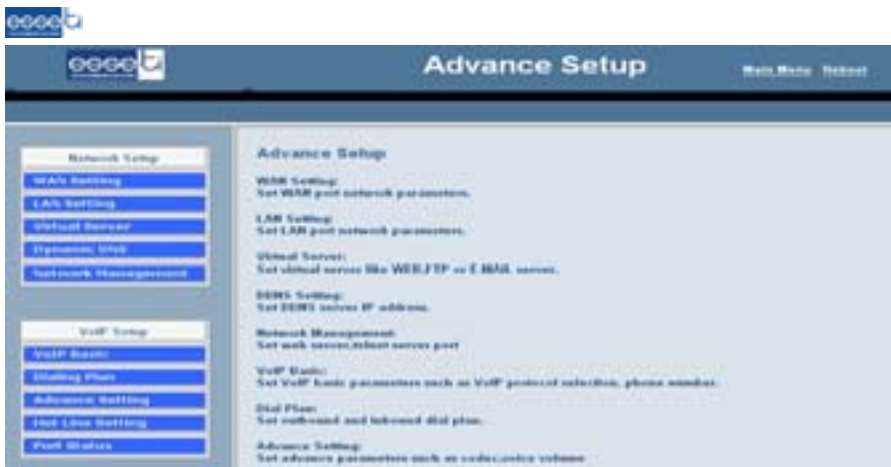 Advance Setup
Main Menu Reboot
Network Setup
WAN Setting
LAN Setting
Virtual Server
Dynamic DNS
Network Management
VoIP Setup
VoIP Basic
Dialing Plan
Advance Setting
Hot Line Setting
Port Status
Advance Setup
WAN Setting:
Set WAN port network parameters.
LAN Setting:
Set LAN port network parameters.
Virtual Server:
Set virtual server like WEB,FTP or E-MAIL server.
DDNS Setting:
Set DDNS server IP address.
Network Management:
Set web server,telnet server port
VoIP Basic:
Set VoIP basic parameters such as VoIP protocol selection, phone number.
Dial Plan:
Set outbound and inbound dial plan.
Advance Setting:
Set advance parameters such as codec,voice volume